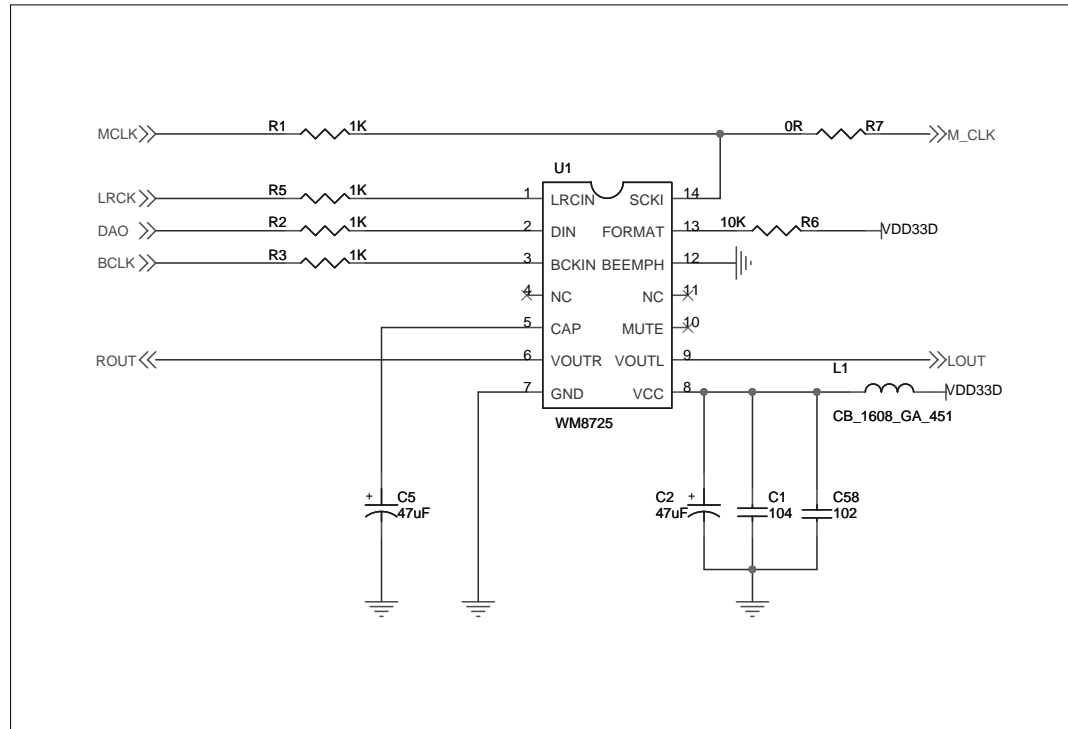 MCLK R1 1K 0R R7 M_CLK
U1
LRCK R5 1K 1 LRCIN SCKI 14
DAO R2 1K 2 DIN FORMAT 13 10K R6 VDD33D
BCLK R3 1K 3 BCKIN BEEMPH 12
4 NC NC 11
5 CAP MUTE 10
ROUT 6 VOUTR VOUTL 9 LOUT
L1
7 GND VCC 8 VDD33D
WM8725 CB_1608_GA_451
+ C5 C2 + C1 C58
47uF 47uF 104 102